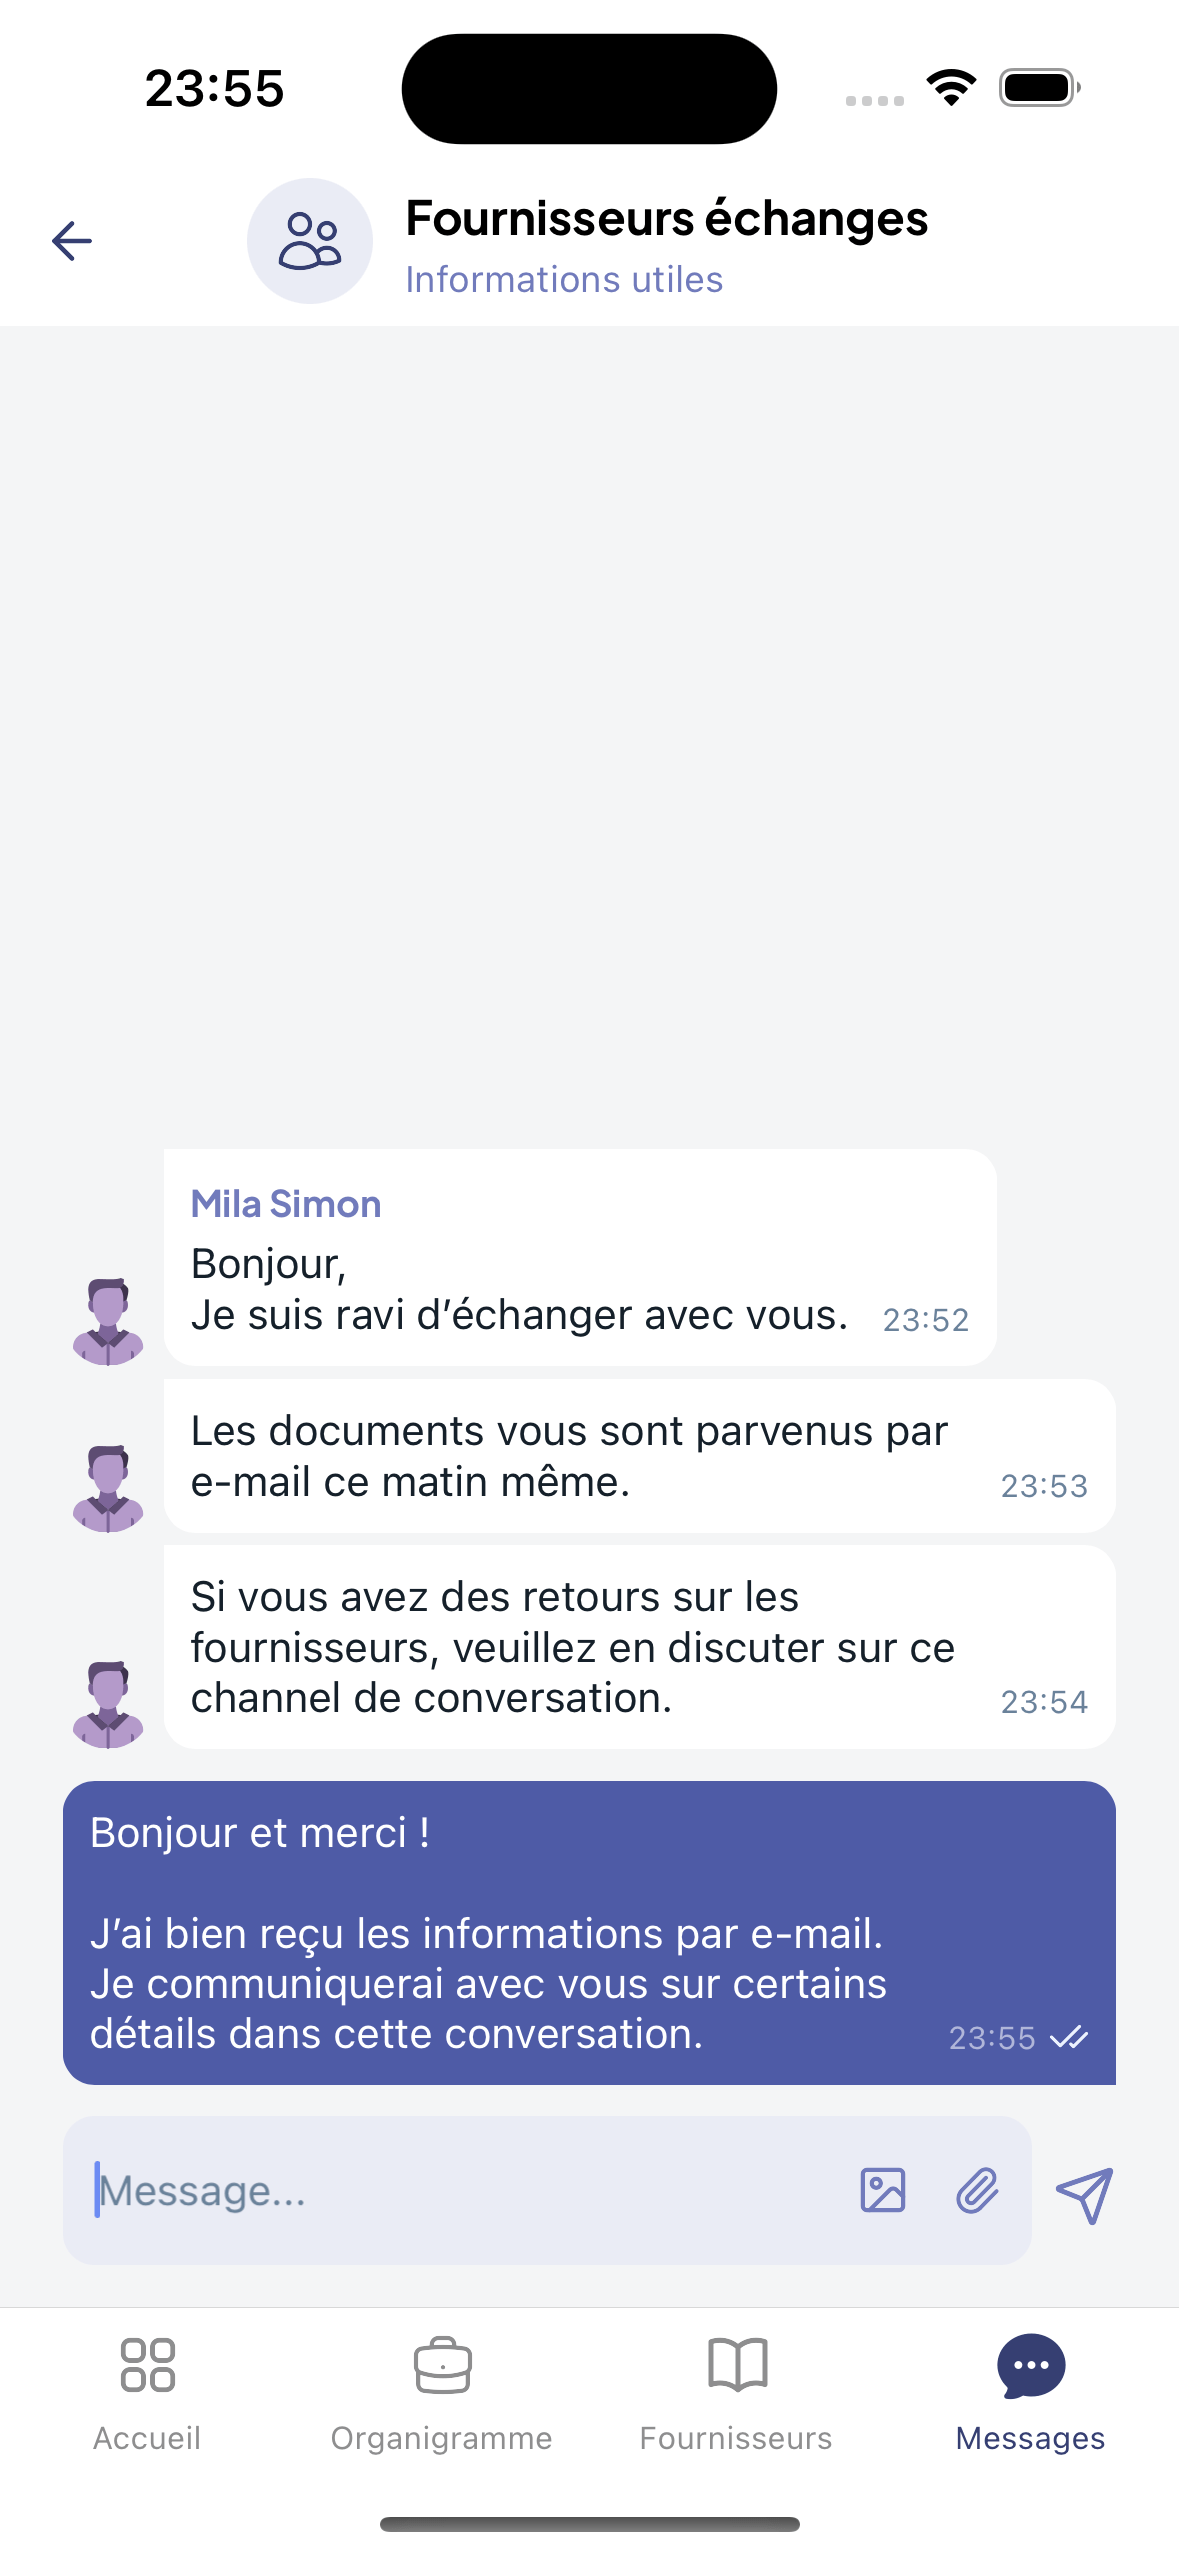 23:55
Fournisseurs échanges
Informations utiles
Mila Simon
Bonjour,
Je suis ravi d’échanger avec vous.
23:52
Les documents vous sont parvenus par
e-mail ce matin même.
23:53
Si vous avez des retours sur les
fournisseurs, veuillez en discuter sur ce
channel de conversation.
23:54
Bonjour et merci !
J’ai bien reçu les informations par e-mail.
Je communiquerai avec vous sur certains
détails dans cette conversation.
23:55
Message...
Accueil
Organigramme
Fournisseurs
Messages